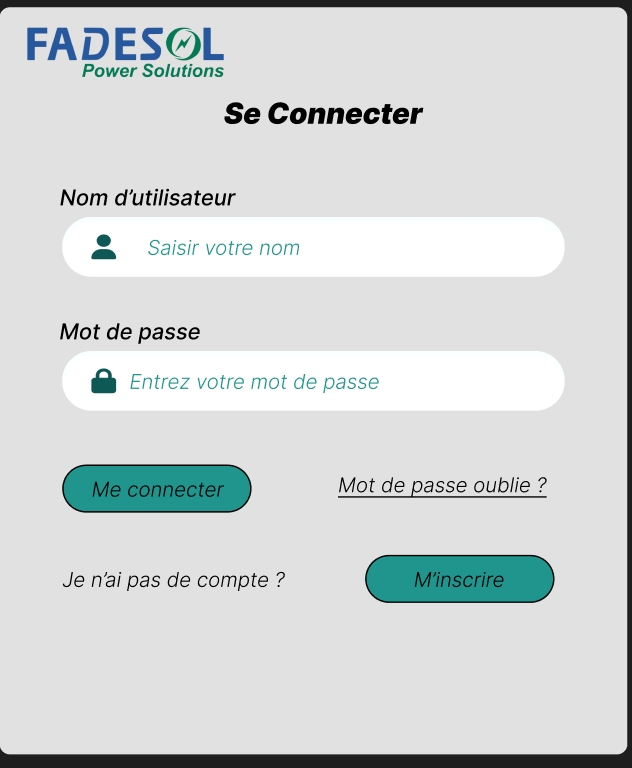 FADESOL
Power Solutions
Se Connecter
Nom d’utilisateur
Saisir votre nom
Mot de passe
Entrez votre mot de passe
Me connecter
Mot de passe oublie ?
Je n’ai pas de compte ?
M’inscrire